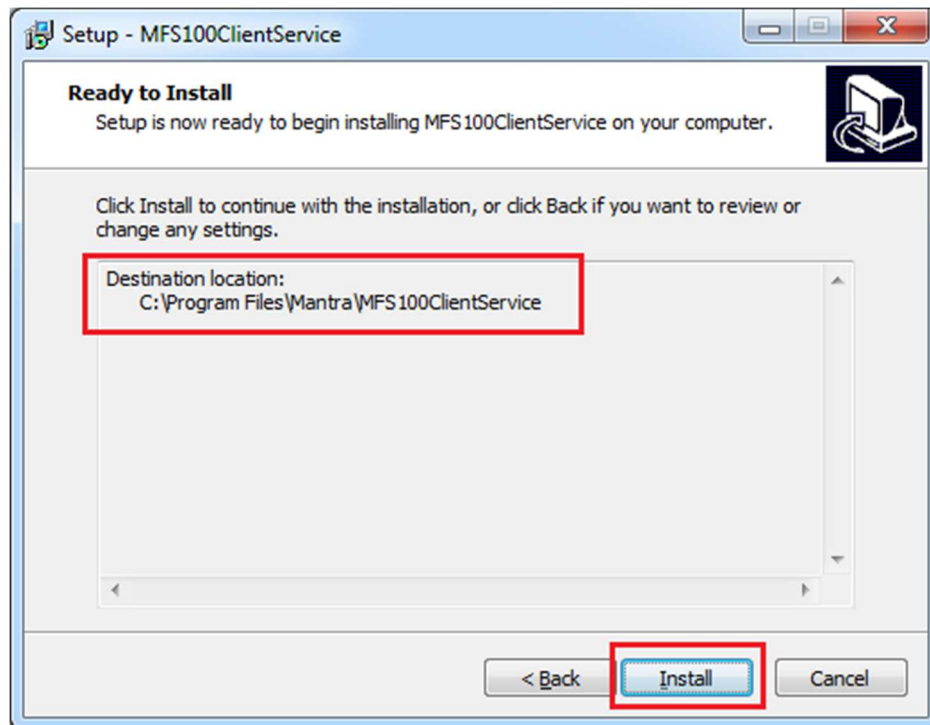 Setup - MFS100ClientService
Ready to Install
Setup is now ready to begin installing MFS100ClientService on your computer.
Click Install to continue with the installation, or click Back if you want to review or
change any settings.
Destination location:
C:\Program Files\Mantra\MFS100ClientService
< Back
Install
Cancel